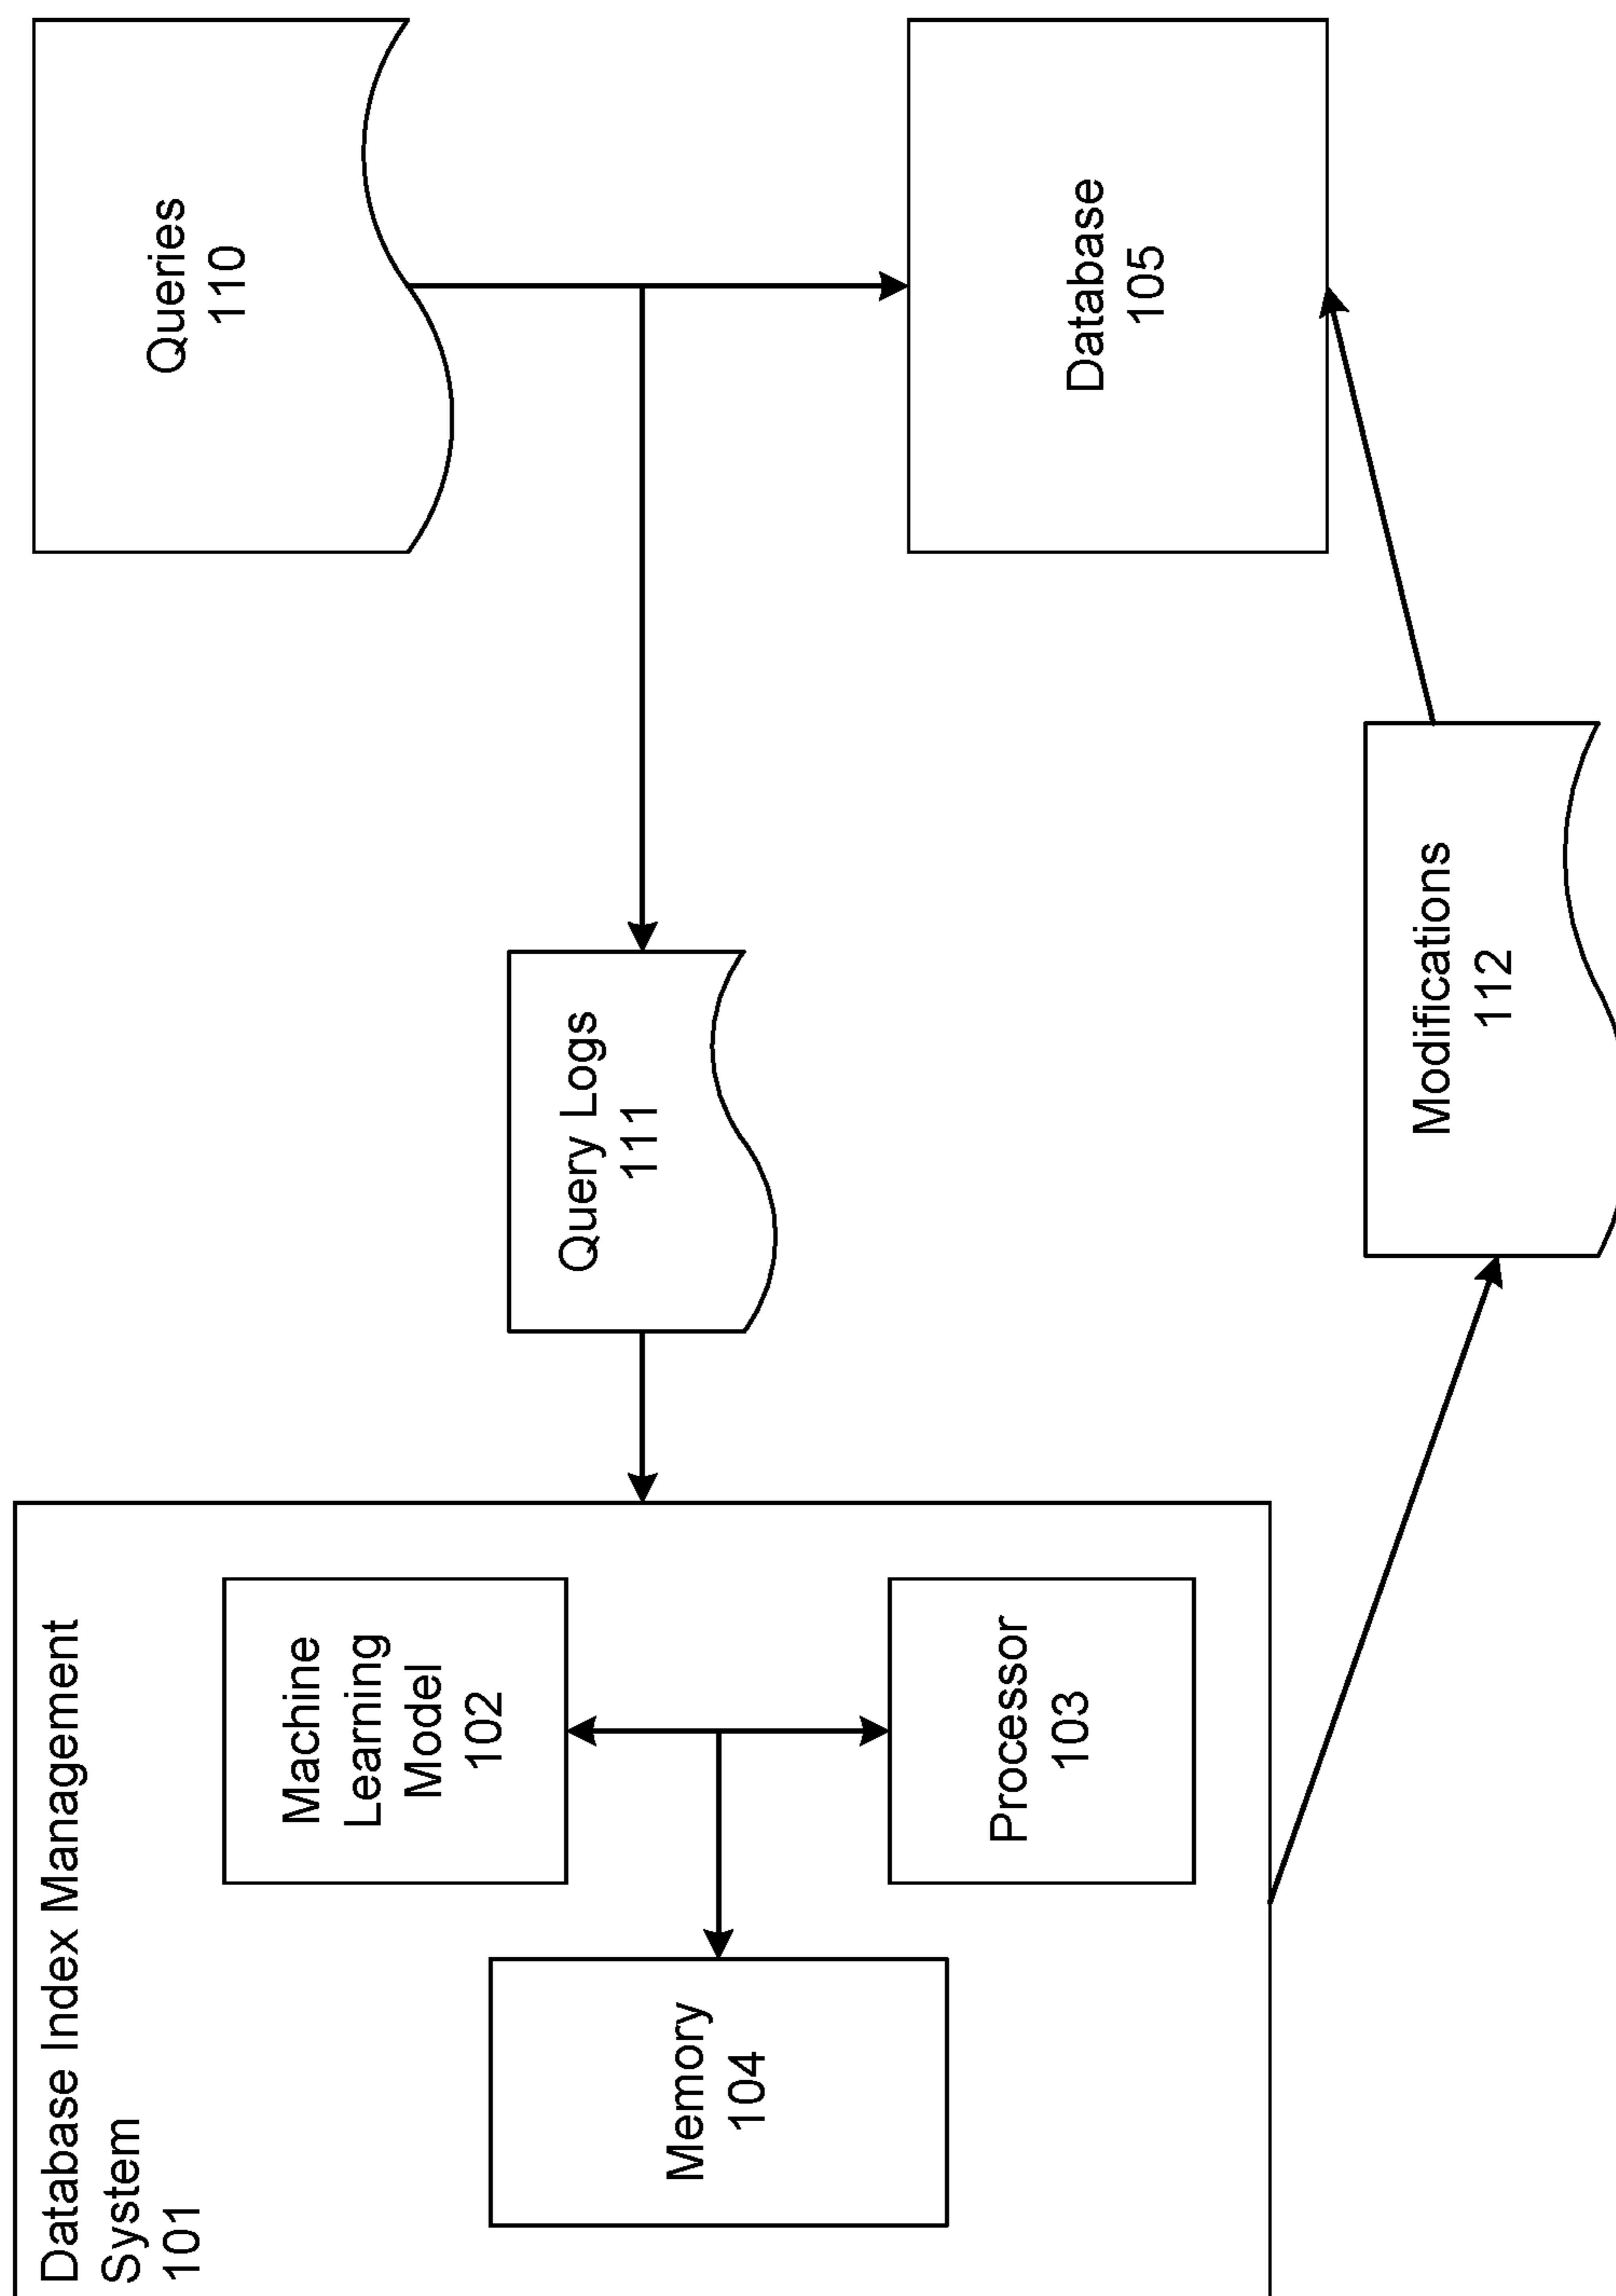 Database Index Management
System
101
Machine
Learning
Model
102
Memory
104
Processor
103
Query Logs
111
Queries
110
Database
105
Modifications
112